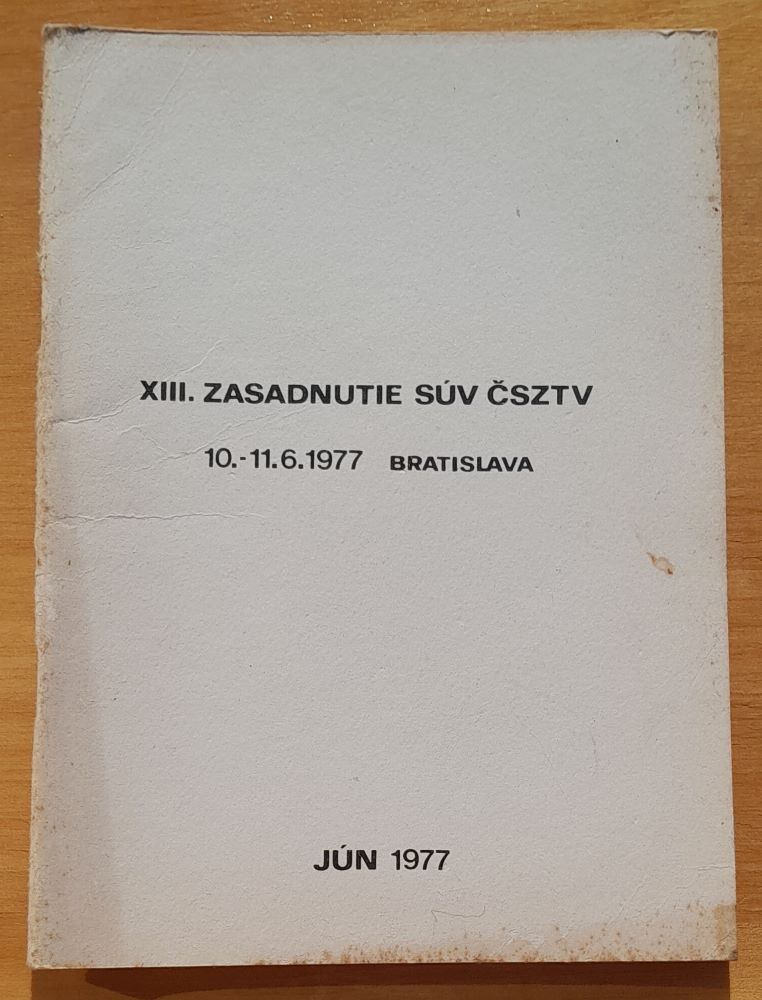 XIII. ZASADNUTIE SÚV ČSZTV
10.-11.6.1977 BRATISLAVA
JÚN 1977